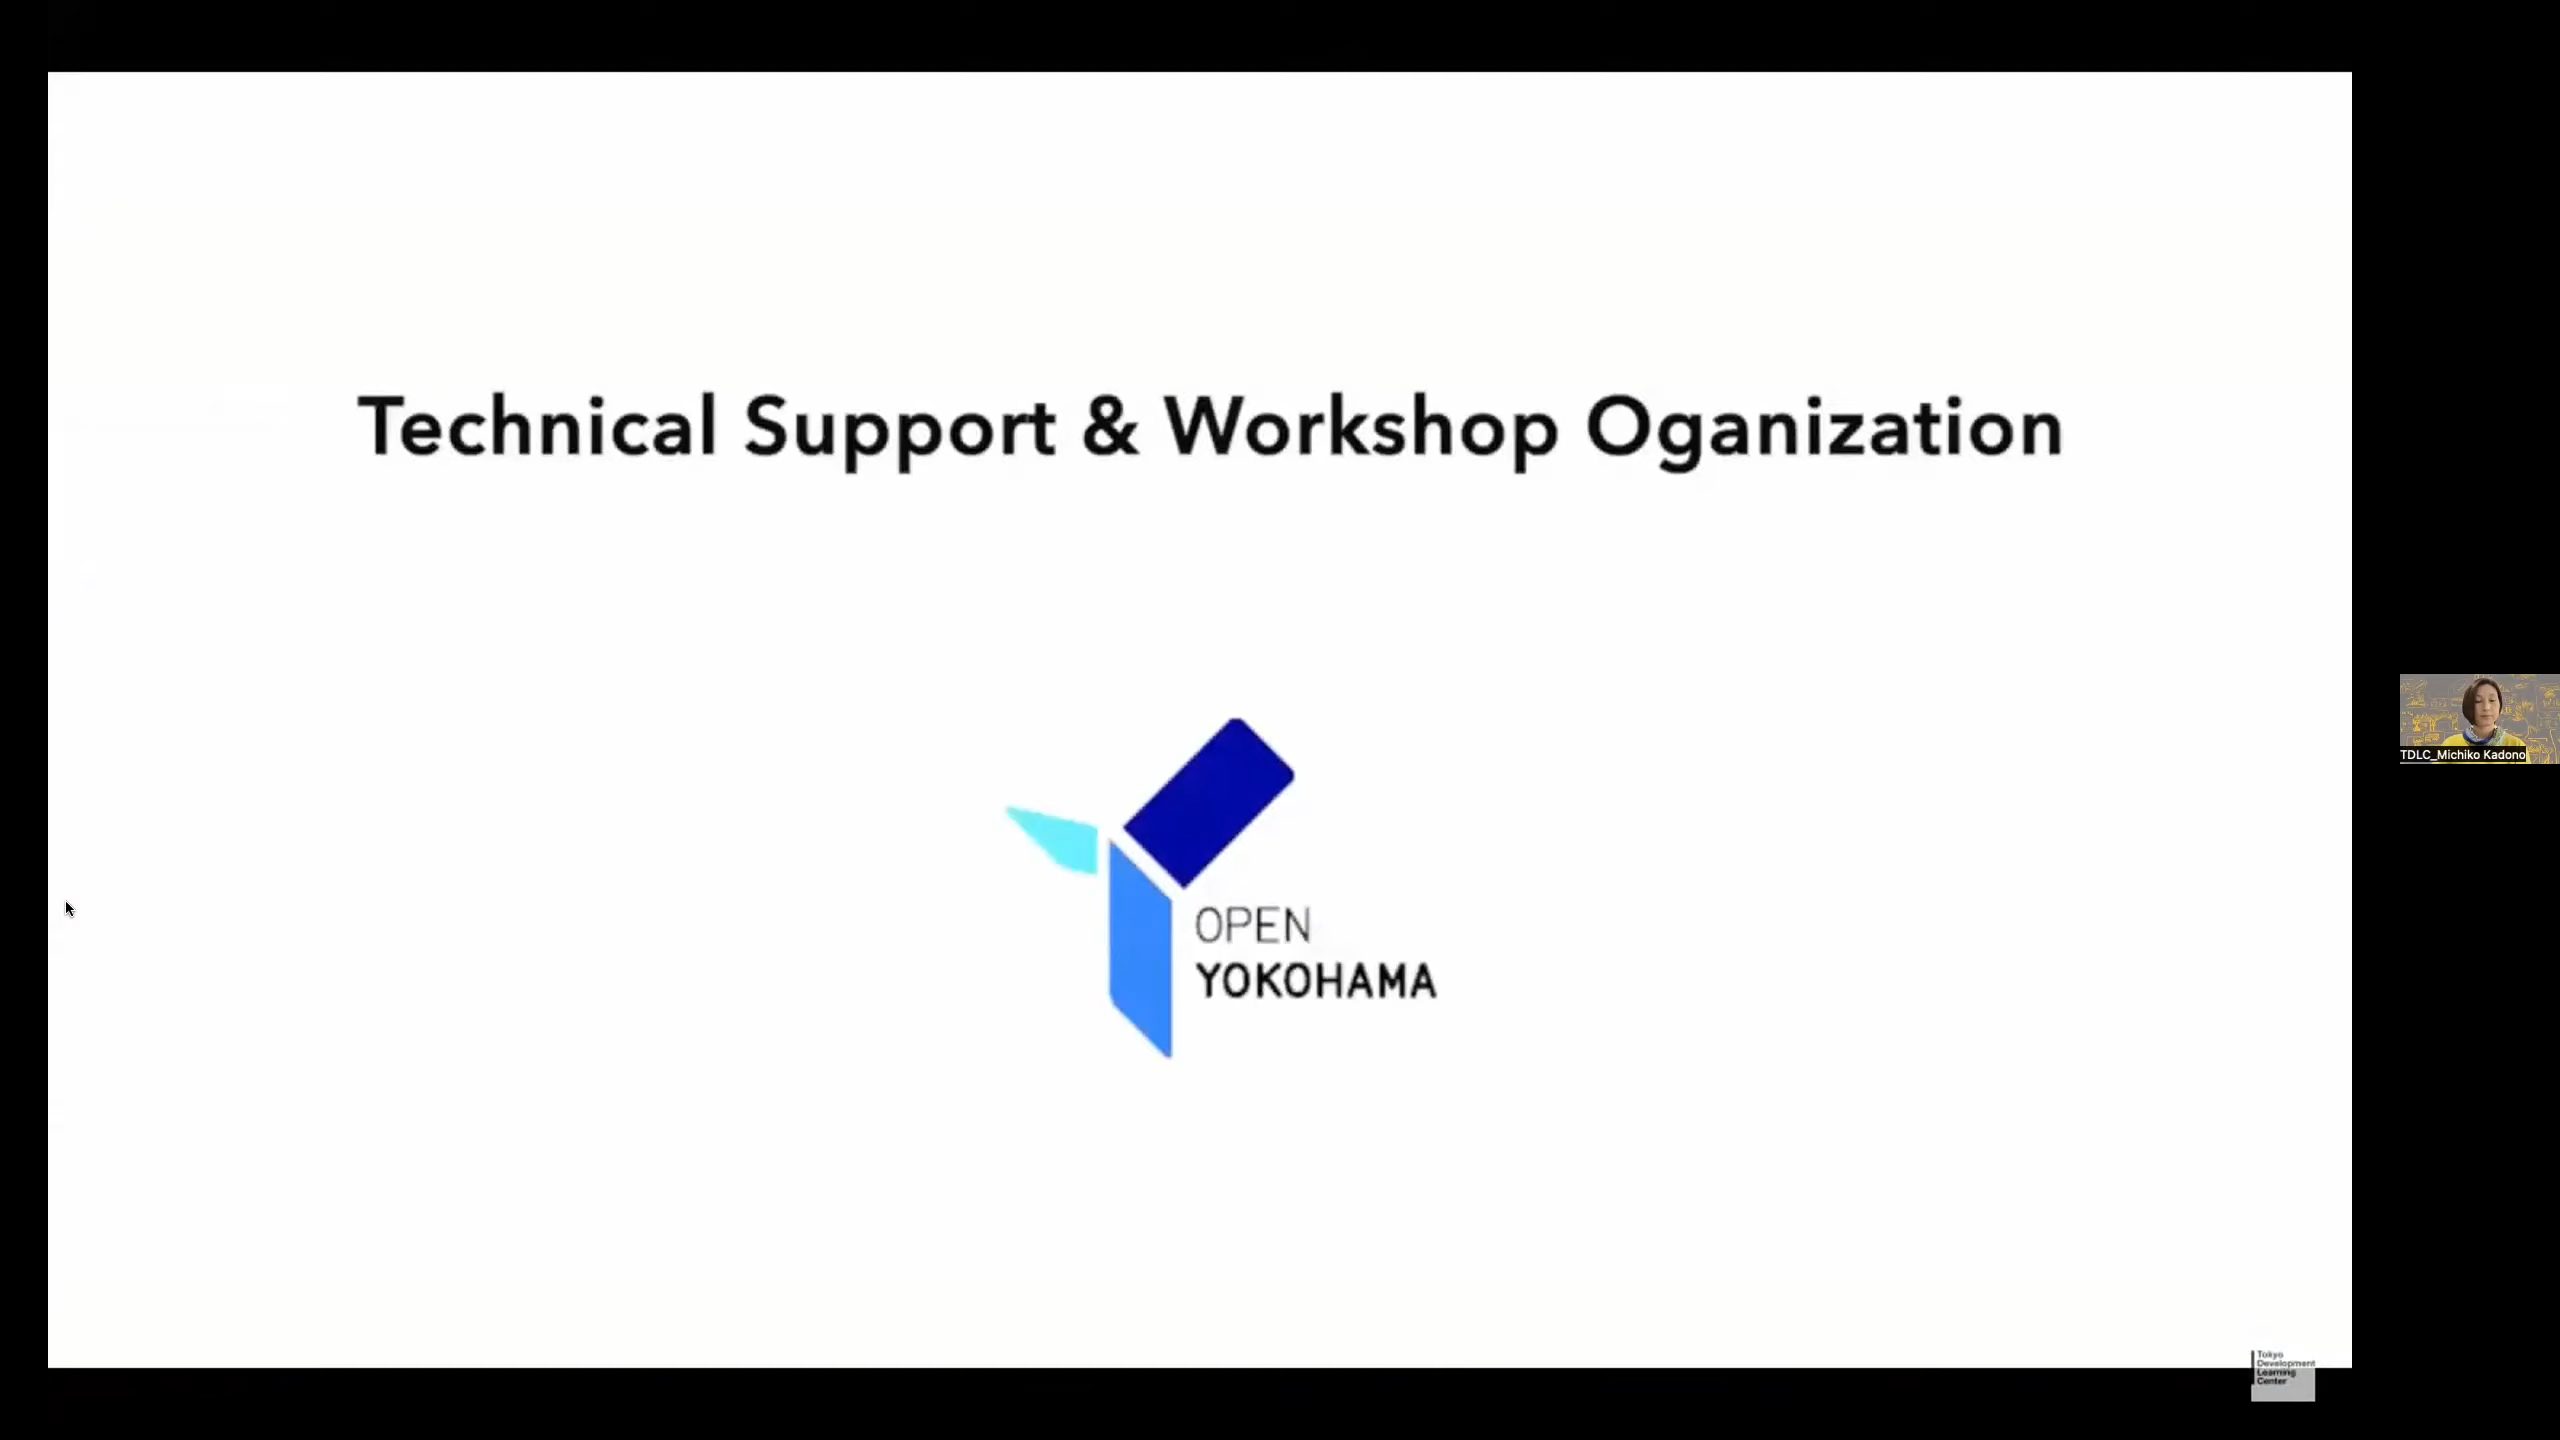 Technical Support & Workshop Oganization
OPEN
YOKOHAMA
TDLC_Michiko Kadono
Tokyo
Development
Learning
Center